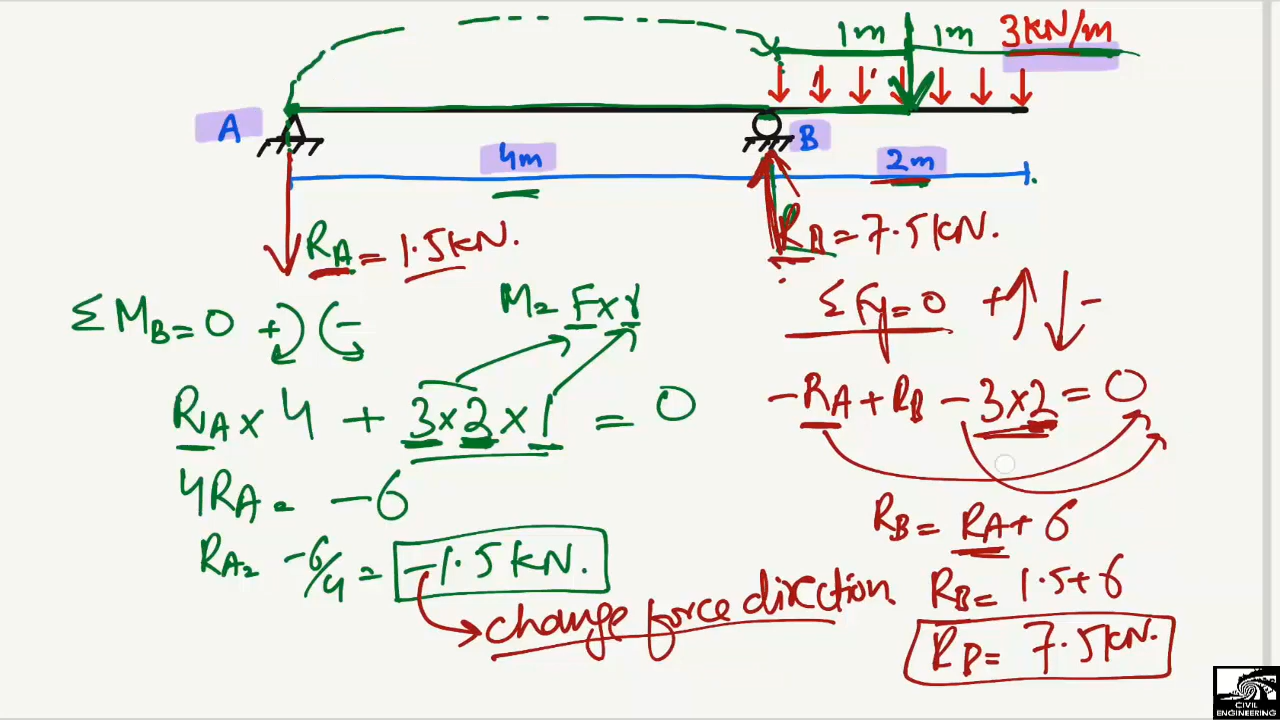 1m 1m 3KN/m
A B
4m 2m
RA = 1.5KN.
RA = 7.5KN.
ΣMB=0 +) (-
M= F×r
ΣFy=0 +↑ ↓-
RA×4 + 3×2×1 = 0
4RA= -6
RA= -6/4 = -1.5KN.
change force direction
-RA+RB-3×2=0
RB= RA+6
RB= 1.5+6
RB= 7.5KN.
CIVIL
ENGINEERING